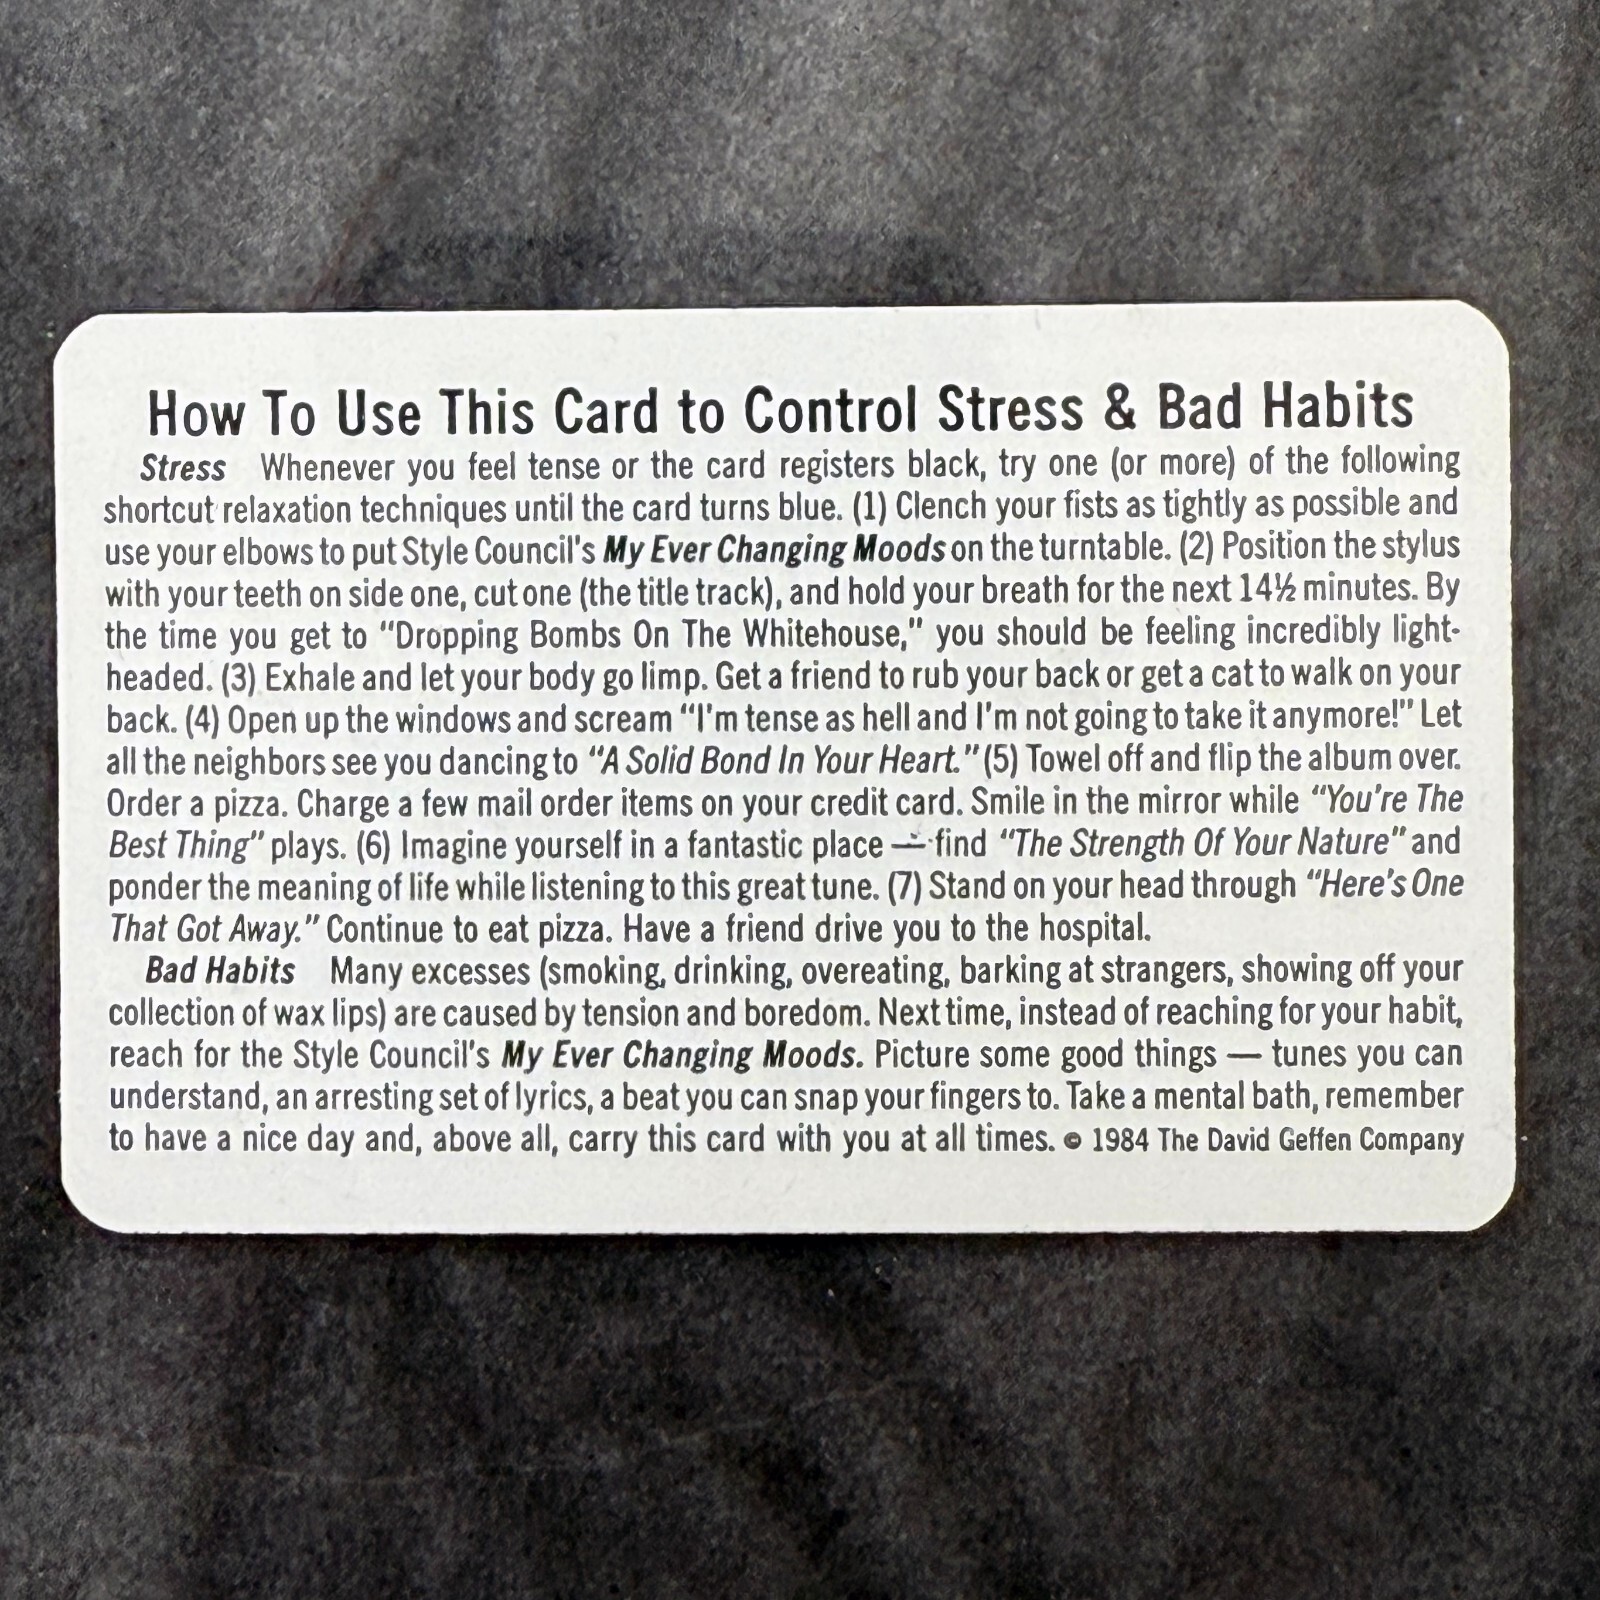 How To Use This Card to Control Stress & Bad Habits
Stress Whenever you feel tense or the card registers black, try one (or more) of the following
shortcut relaxation techniques until the card turns blue. (1) Clench your fists as tightly as possible and
use your elbows to put Style Council's My Ever Changing Moods on the turntable. (2) Position the stylus
with your teeth on side one, cut one (the title track), and hold your breath for the next 14½ minutes. By
the time you get to “Dropping Bombs On The Whitehouse,” you should be feeling incredibly light-
headed. (3) Exhale and let your body go limp. Get a friend to rub your back or get a cat to walk on your
back. (4) Open up the windows and scream “I'm tense as hell and I'm not going to take it anymore!” Let
all the neighbors see you dancing to “A Solid Bond In Your Heart.” (5) Towel off and flip the album over.
Order a pizza. Charge a few mail order items on your credit card. Smile in the mirror while “You're The
Best Thing” plays. (6) Imagine yourself in a fantastic place — find “The Strength Of Your Nature” and
ponder the meaning of life while listening to this great tune. (7) Stand on your head through “Here's One
That Got Away.” Continue to eat pizza. Have a friend drive you to the hospital.
Bad Habits Many excesses (smoking, drinking, overeating, barking at strangers, showing off your
collection of wax lips) are caused by tension and boredom. Next time, instead of reaching for your habit,
reach for the Style Council's My Ever Changing Moods. Picture some good things — tunes you can
understand, an arresting set of lyrics, a beat you can snap your fingers to. Take a mental bath, remember
to have a nice day and, above all, carry this card with you at all times. © 1984 The David Geffen Company